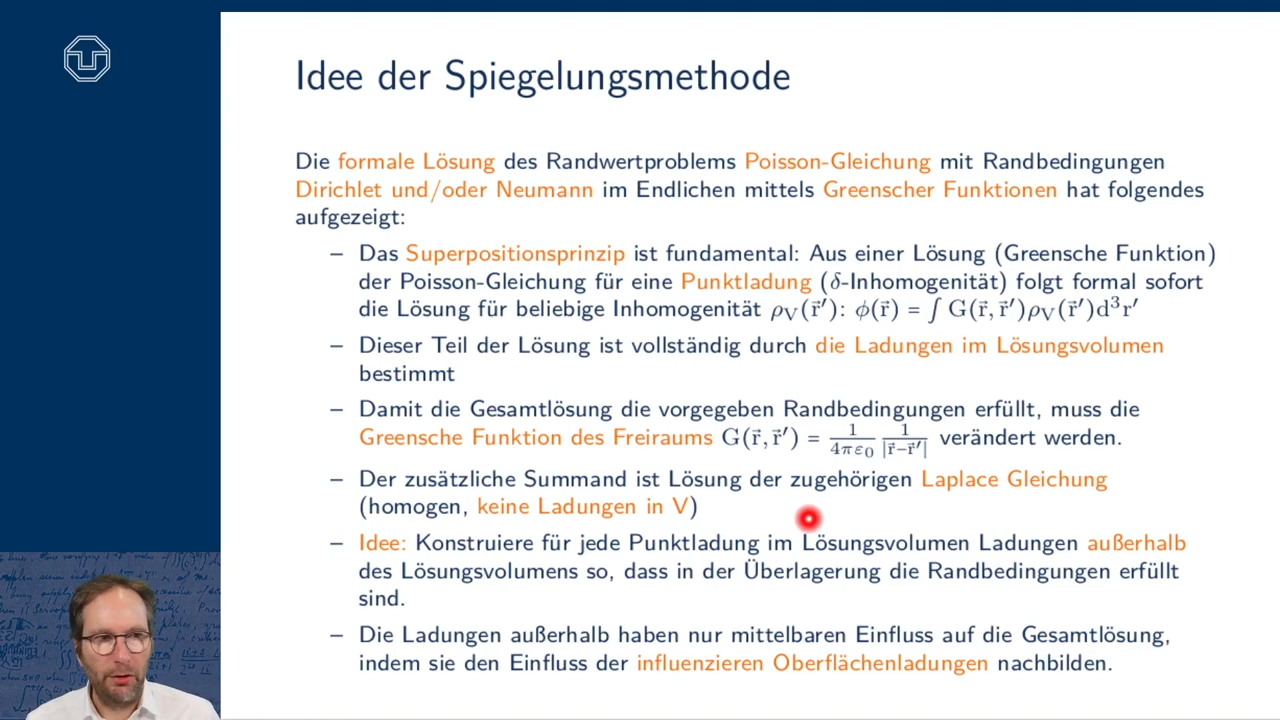 Idee der Spiegelungsmethode
Die formale Lösung des Randwertproblems Poisson-Gleichung mit Randbedingungen
Dirichlet und/oder Neumann im Endlichen mittels Greenscher Funktionen hat folgendes
aufgezeigt:
– Das Superpositionsprinzip ist fundamental: Aus einer Lösung (Greensche Funktion)
der Poisson-Gleichung für eine Punktladung (δ-Inhomogenität) folgt formal sofort
die Lösung für beliebige Inhomogenität ρ_V(r⃗′): ϕ(r⃗) = ∫ G(r⃗, r⃗′)ρ_V(r⃗′)d³r′
– Dieser Teil der Lösung ist vollständig durch die Ladungen im Lösungsvolumen
bestimmt
– Damit die Gesamtlösung die vorgegeben Randbedingungen erfüllt, muss die
Greensche Funktion des Freiraums G(r⃗, r⃗′) = 1/(4πε₀) 1/|r⃗−r⃗′| verändert werden.
– Der zusätzliche Summand ist Lösung der zugehörigen Laplace Gleichung
(homogen, keine Ladungen in V)
– Idee: Konstruiere für jede Punktladung im Lösungsvolumen Ladungen außerhalb
des Lösungsvolumens so, dass in der Überlagerung die Randbedingungen erfüllt
sind.
– Die Ladungen außerhalb haben nur mittelbaren Einfluss auf die Gesamtlösung,
indem sie den Einfluss der influenzieren Oberflächenladungen nachbilden.